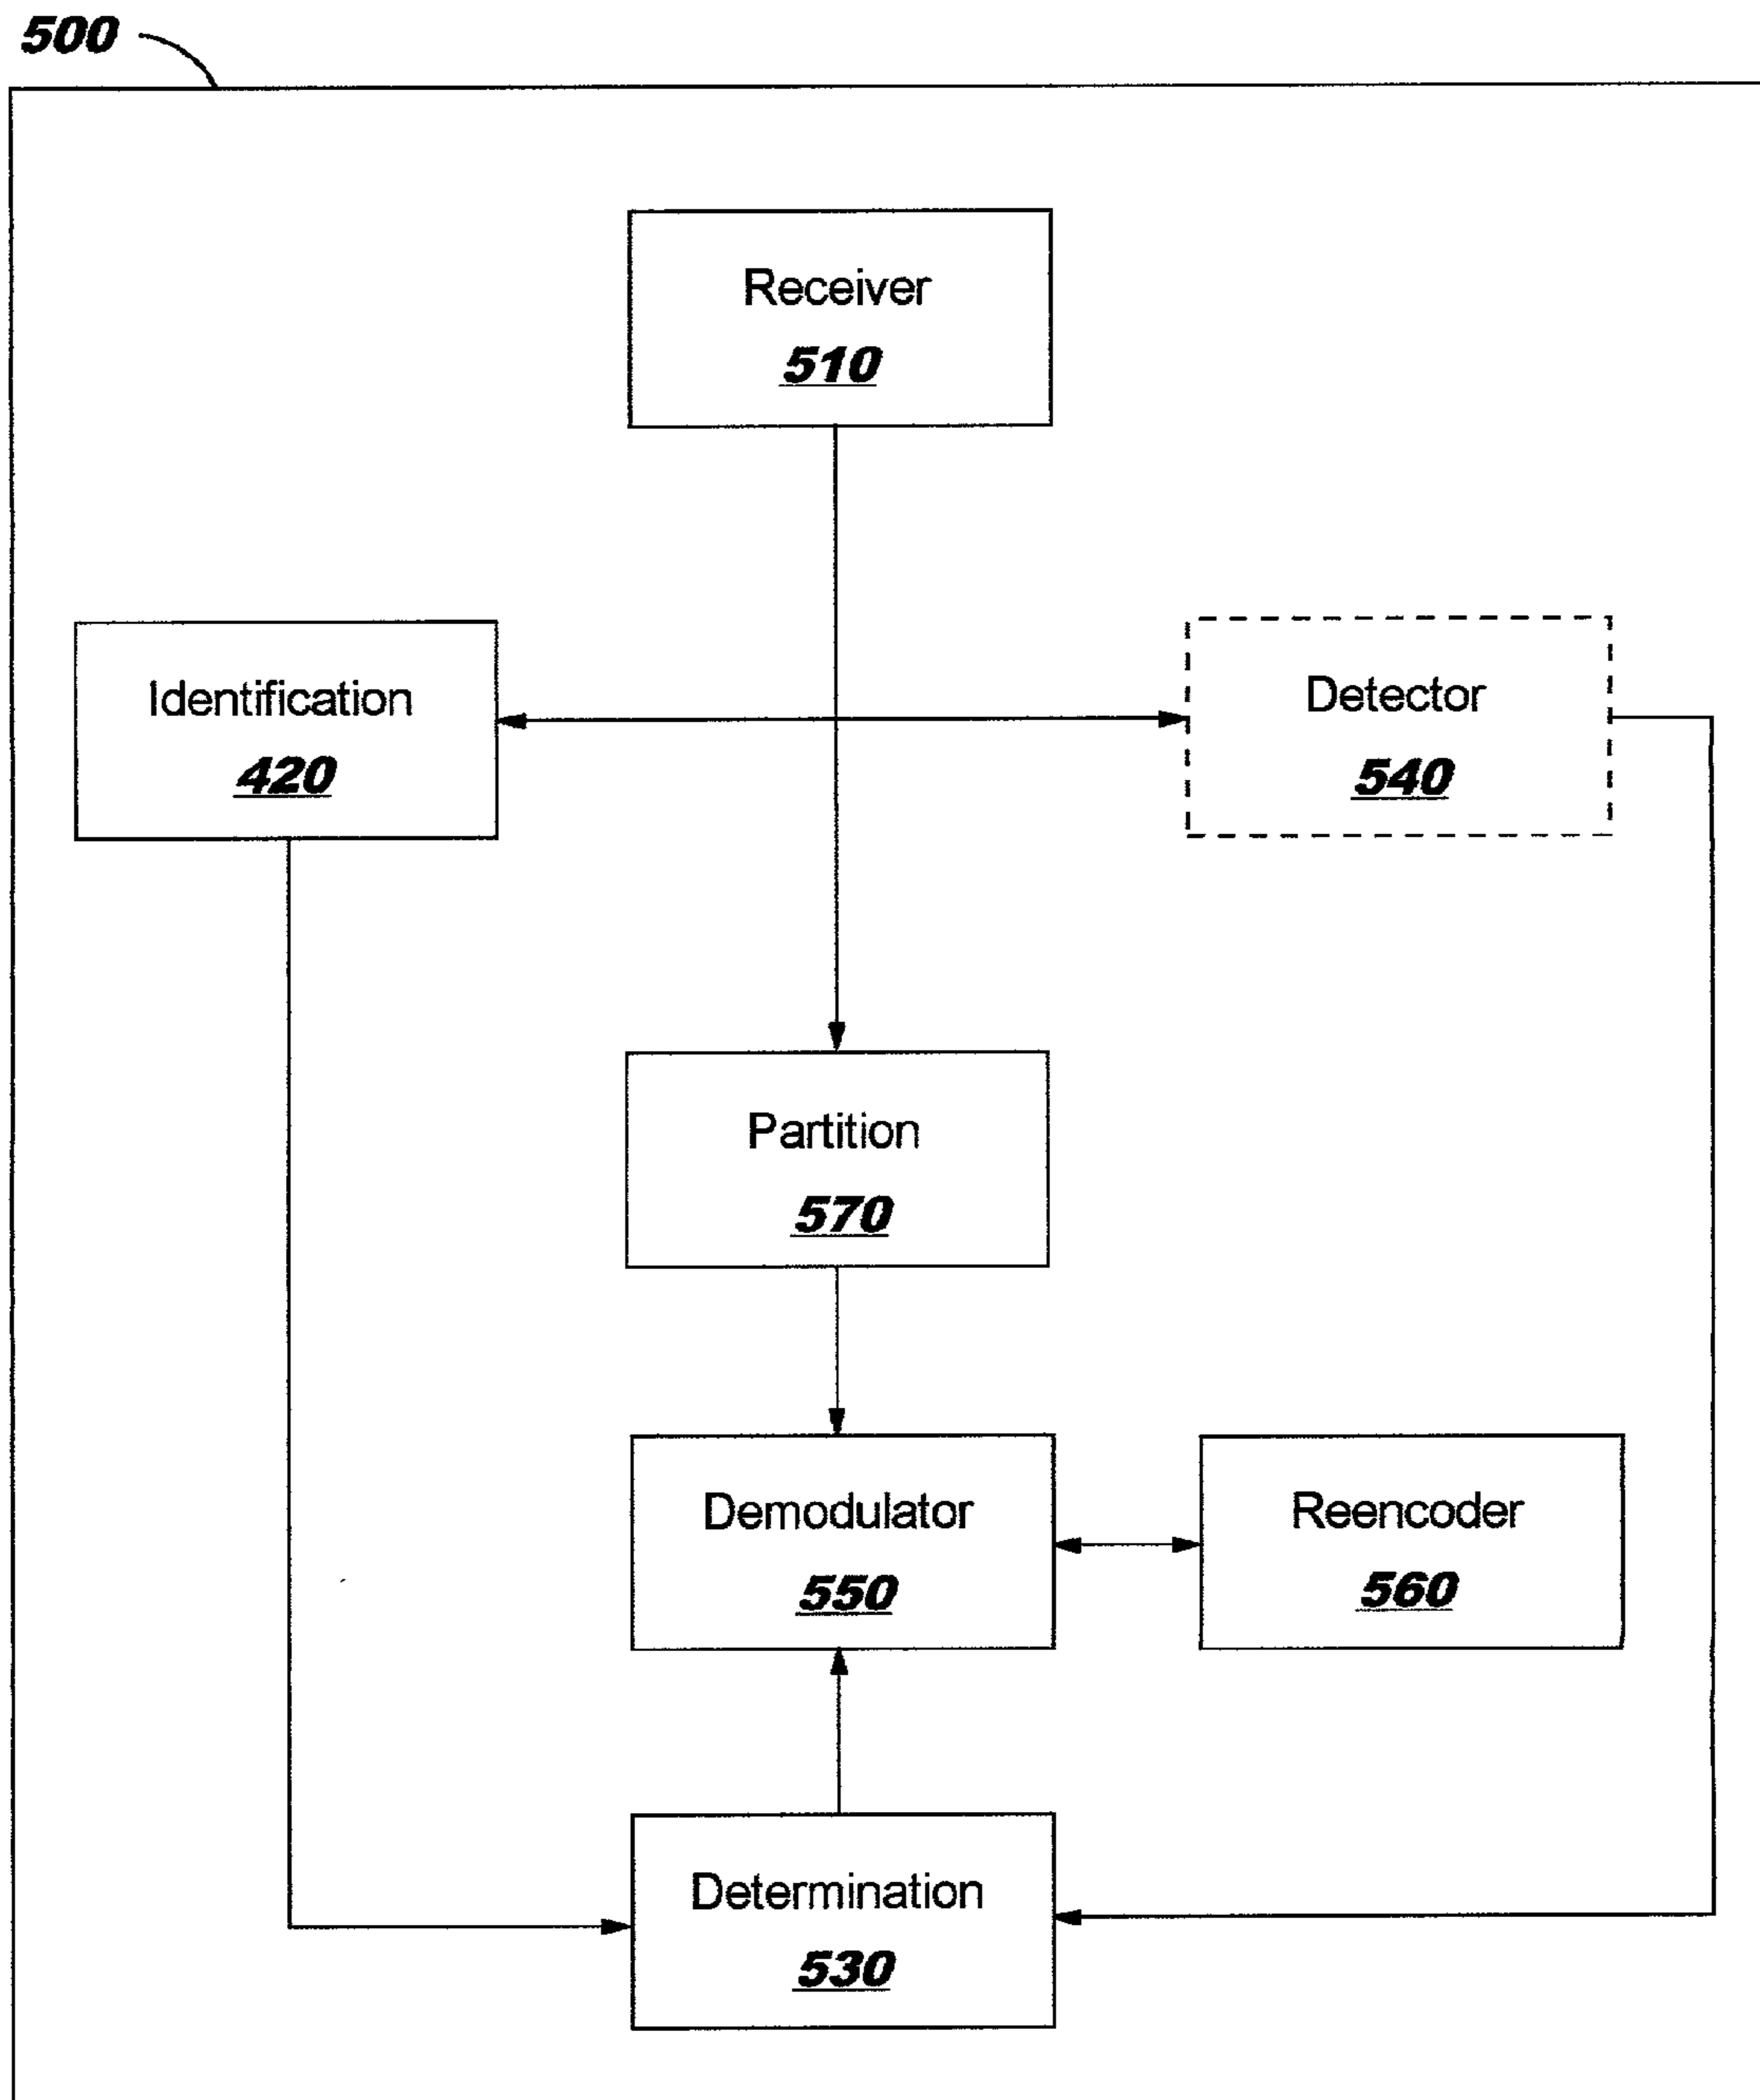 500
Receiver
510
Identification
420
Detector
540
Partition
570
Demodulator
550
Reencoder
560
Determination
530